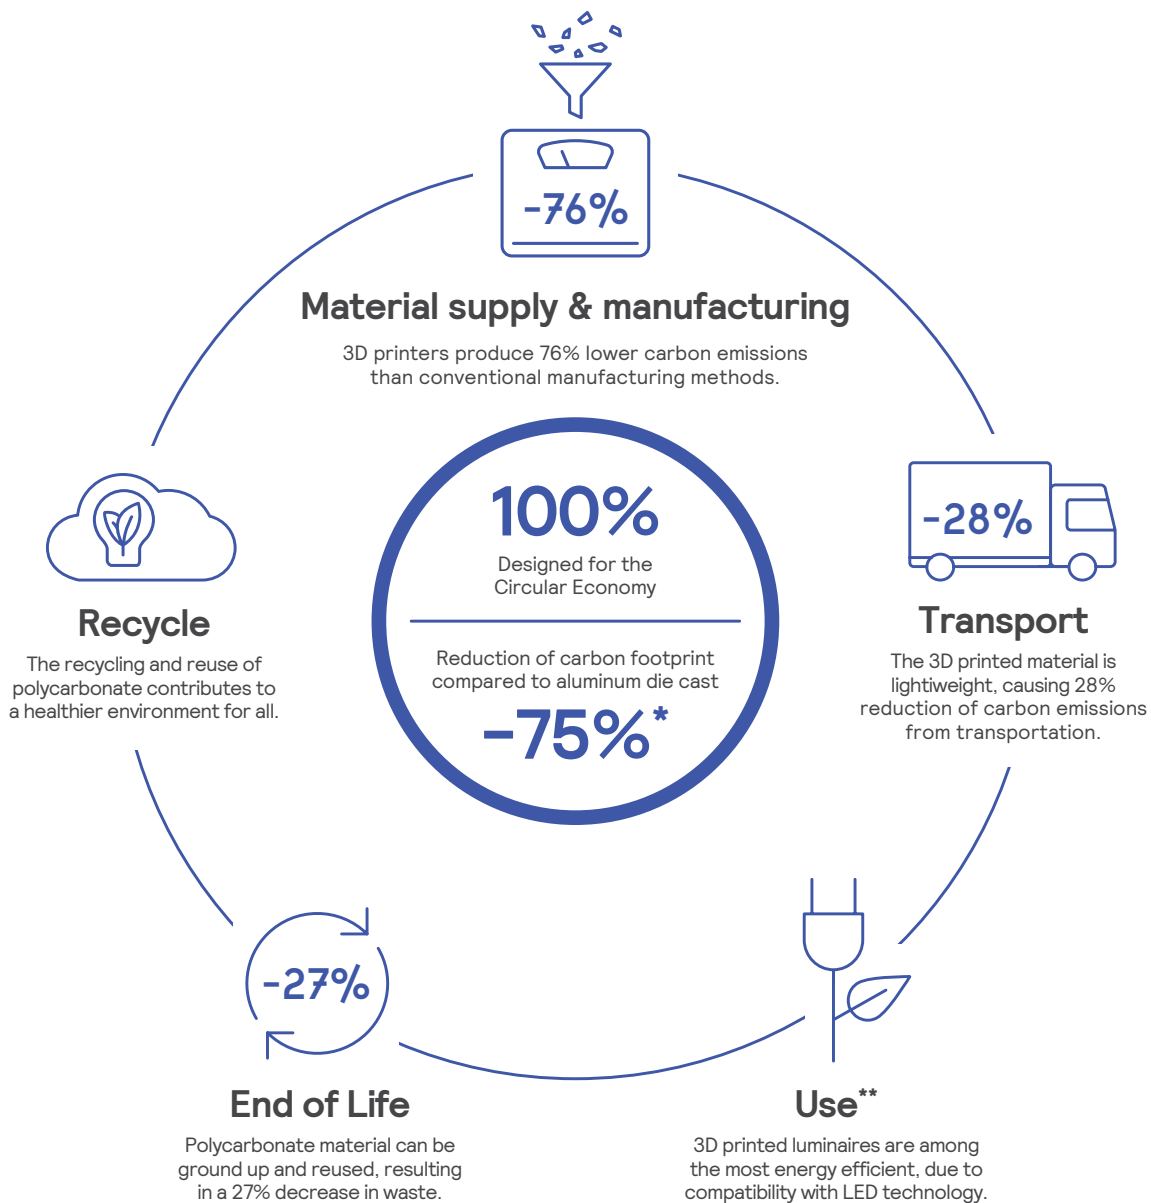 -76%
Material supply & manufacturing
3D printers produce 76% lower carbon emissions
than conventional manufacturing methods.
100%
Designed for the
Circular Economy
Reduction of carbon footprint
compared to aluminum die cast
-75%*
-28%
Transport
The 3D printed material is
lightiweight, causing 28%
reduction of carbon emissions
from transportation.
Use**
3D printed luminaires are among
the most energy efficient, due to
compatibility with LED technology.
-27%
End of Life
Polycarbonate material can be
ground up and reused, resulting
in a 27% decrease in waste.
Recycle
The recycling and reuse of
polycarbonate contributes to
a healthier environment for all.